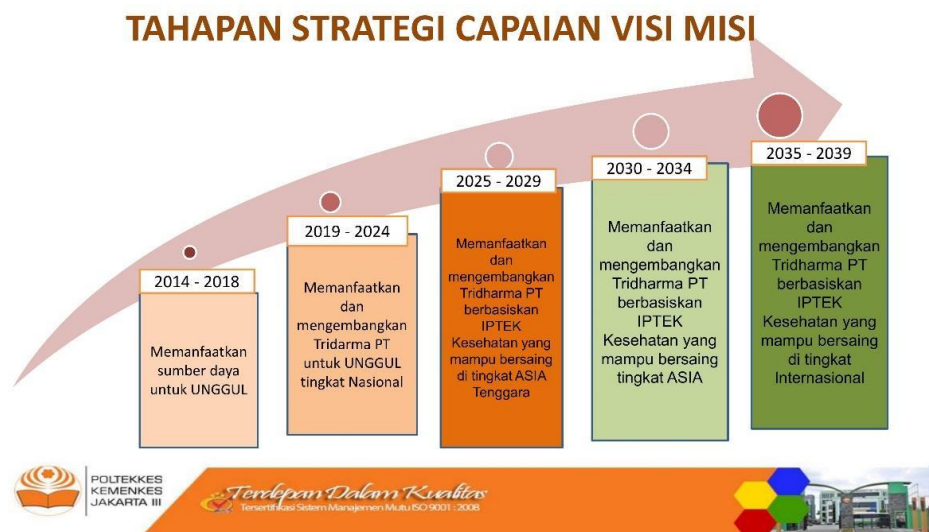 TAHAPAN STRATEGI CAPAIAN VISI MISI
2014 - 2018
Memanfaatkan
sumber daya
untuk UNGGUL
2019 - 2024
Memanfaatkan
dan
mengembangkan
Tridarma PT
untuk UNGGUL
tingkat Nasional
2025 - 2029
Memanfaatkan
dan
mengembangkan
Tridharma PT
berbasiskan
IPTEK
Kesehatan yang
mampu bersaing
di tingkat ASIA
Tenggara
2030 - 2034
Memanfaatkan
dan
mengembangkan
Tridharma PT
berbasiskan
IPTEK
Kesehatan yang
mampu bersaing
tingkat ASIA
2035 - 2039
Memanfaatkan
dan
mengembangkan
Tridharma PT
berbasiskan
IPTEK
Kesehatan yang
mampu bersaing
di tingkat
Internasional
POLTEKKES
KEMENKES
JAKARTA III
Terdepan Dalam Kualitas
Tersertifikasi Sistem Manajemen Mutu ISO 9001 : 2008